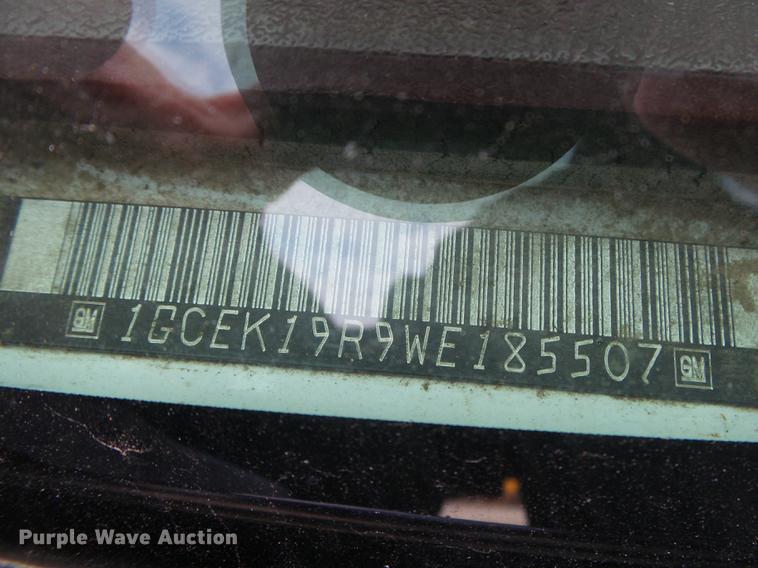 GM 1GCEK19R9WE185507 GM
Purple Wave Auction